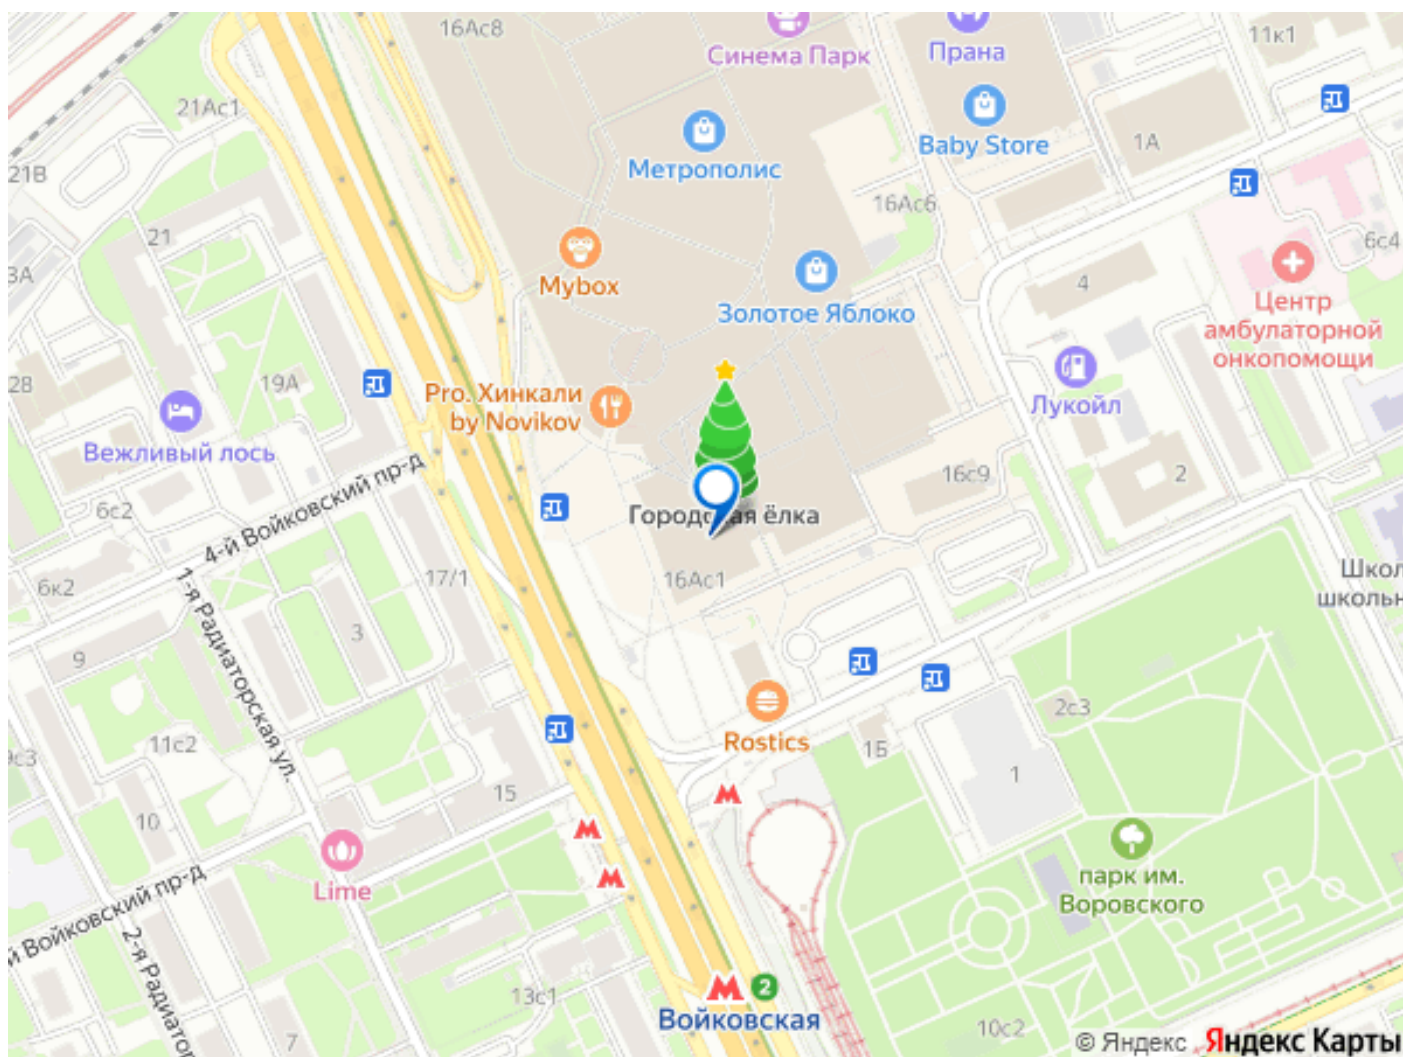 16Ас8
Синема Парк
Прана
11к1
21Ас1
Baby Store
1А
Метрополис
21В
16Ас6
21
3А
Mybox
6с4
4
Золотое Яблоко
Центр
амбулаторной
онкопомощи
28
19А
Pro. Хинкали
by Novikov
Лукойл
Вежливый лось
16с9
2
6с2
4-й Войковский пр-д
Городская ёлка
6к2
17/1
16Ас1
1-я Радиаторская ул.
3
9
2с3
11с2
Rostics
15
9с3
1
15
10
Lime
й Войковский пр-д
парк им.
Воровского
2-я Радиатор
13с1
2
Войковская
7
10с2
© Яндекс Яндекс Карты